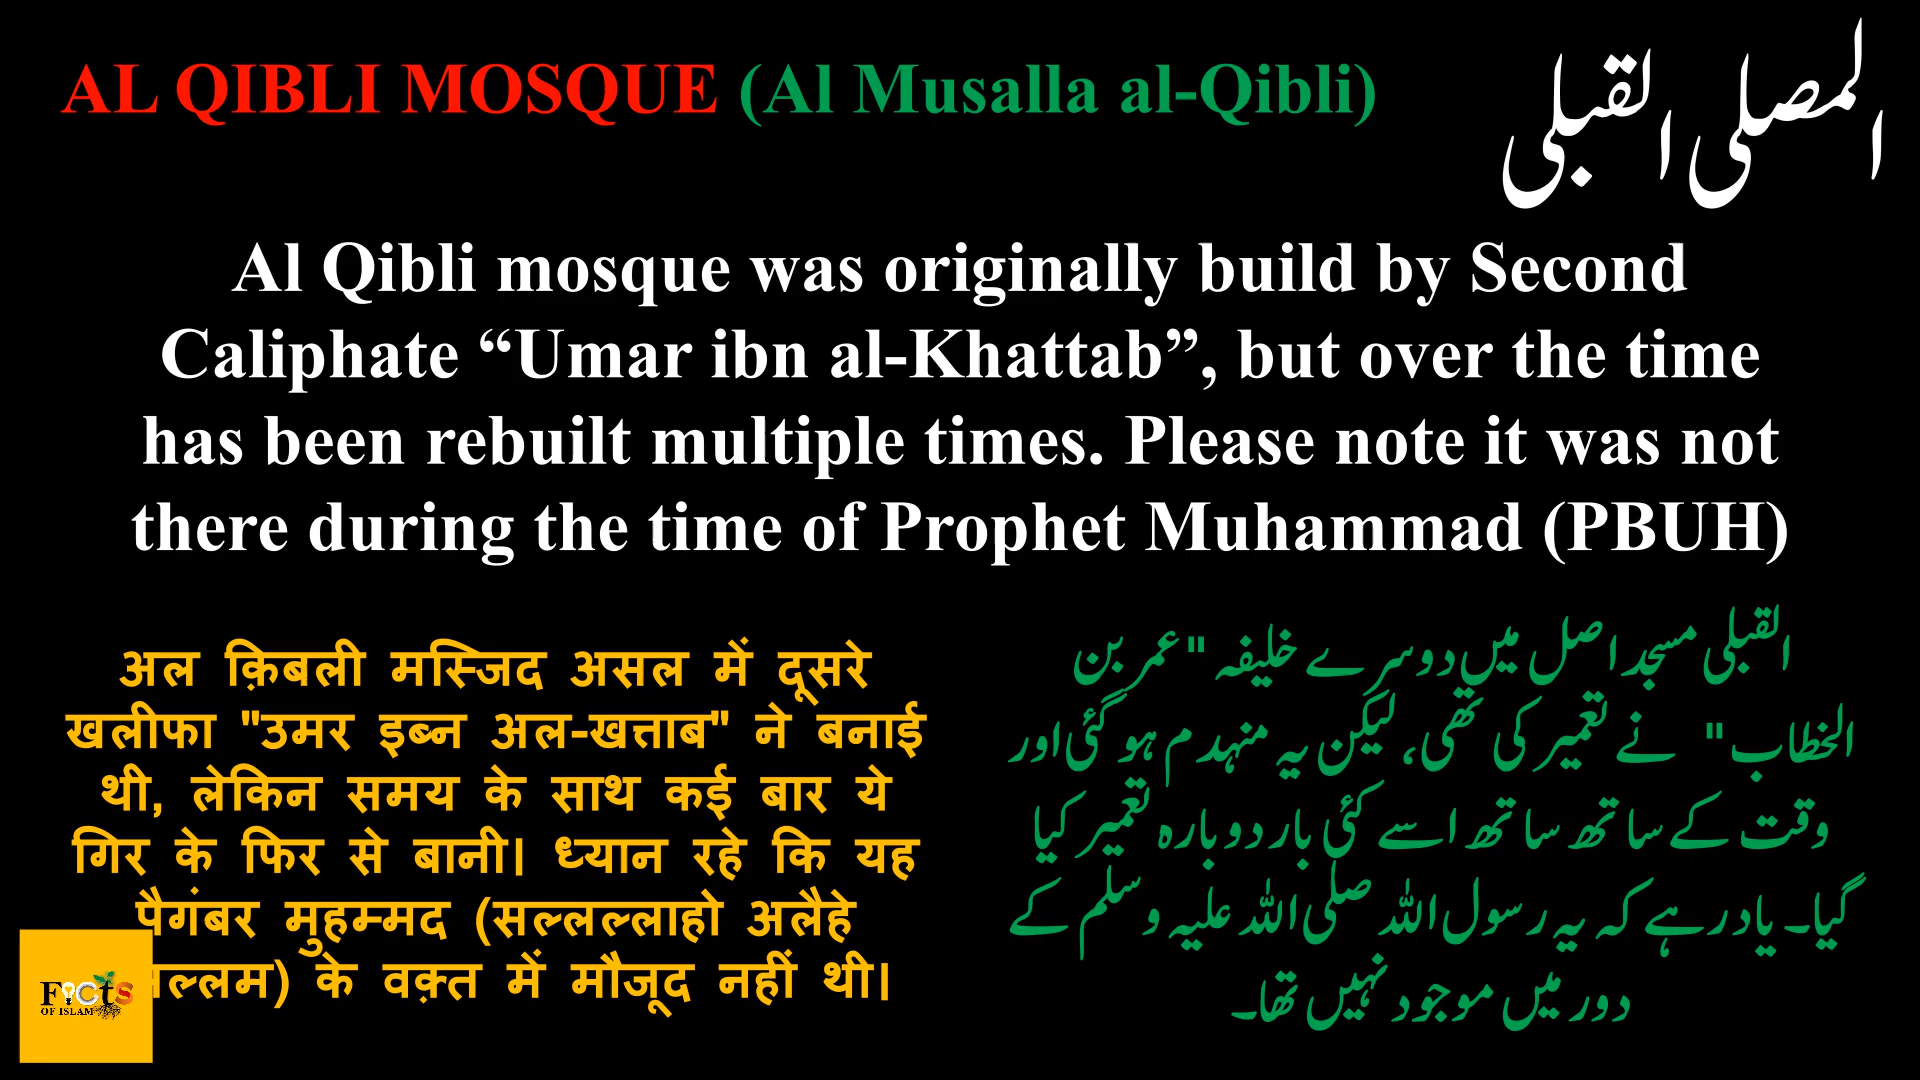 AL QIBLI MOSQUE (Al Musalla al-Qibli)
المصلى القبلى
Al Qibli mosque was originally build by Second
Caliphate “Umar ibn al-Khattab”, but over the time
has been rebuilt multiple times. Please note it was not
there during the time of Prophet Muhammad (PBUH)
अल क़िबली मस्जिद असल में दूसरे
खलीफा "उमर इब्न अल-खत्ताब" ने बनाई
थी, लेकिन समय के साथ कई बार ये
गिर के फिर से बानी। ध्यान रहे कि यह
पैगंबर मुहम्मद (सल्लल्लाहो अलैहे
के वक़्त में मौजूद नहीं थी।
القبلی مسجد اصل میں دوسرے خلیفہ "عمر بن
الخطاب" نے تعمیر کی تھی، لیکن یہ منہدم ہو گئی اور
وقت کے ساتھ ساتھ اسے کئی بار دوبارہ تعمیر کیا
گیا۔ یاد رہے کہ یہ رسول اللہ صلی اللہ علیہ وسلم کے
دور میں موجود نہیں تھا۔
Facts
OF ISLAM